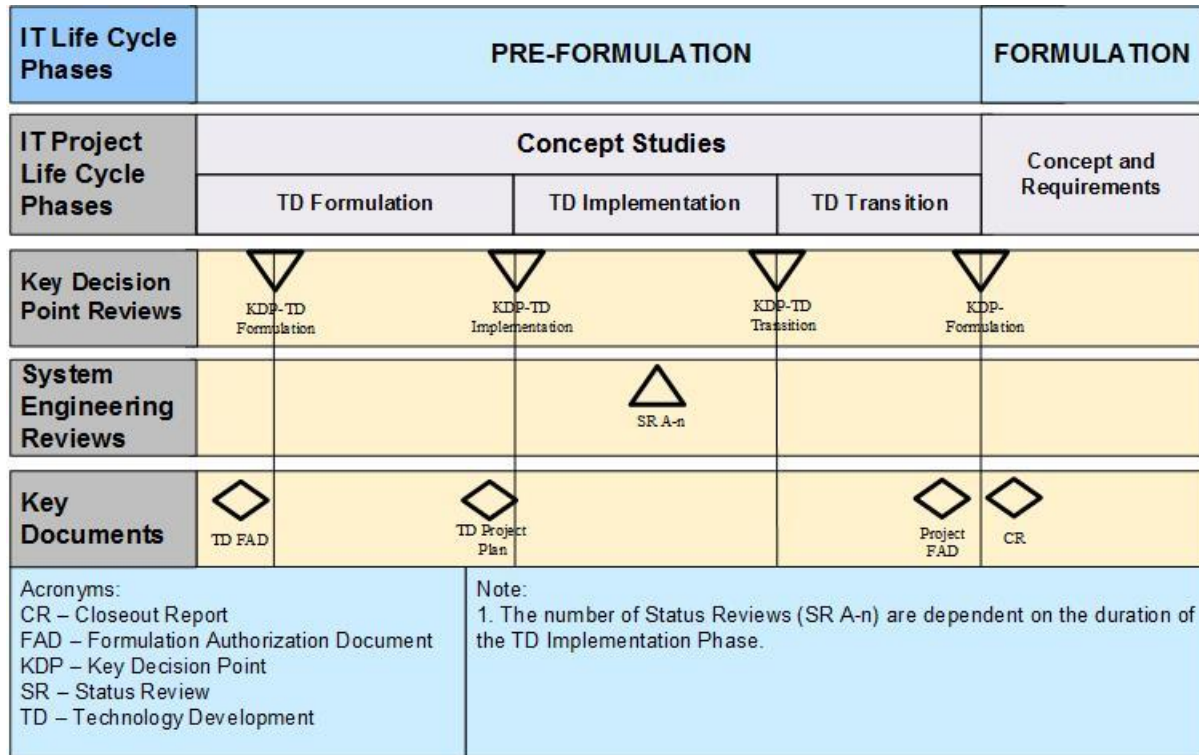 IT Life Cycle
Phases
PRE-FORMULATION
FORMULATION
IT Project
Life Cycle
Phases
Concept Studies
Concept and
Requirements
TD Formulation
TD Implementation
TD Transition
Key Decision
Point Reviews
KDP-TD
Formulation
KDP-TD
Implementation
KDP-TD
Transition
KDP-
Formulation
System
Engineering
Reviews
SR A-n
Key
Documents
TD FAD
TD Project
Plan
Project
FAD
CR
Acronyms:
CR – Closeout Report
FAD – Formulation Authorization Document
KDP – Key Decision Point
SR – Status Review
TD – Technology Development
Note:
1. The number of Status Reviews (SR A-n) are dependent on the duration of
the TD Implementation Phase.